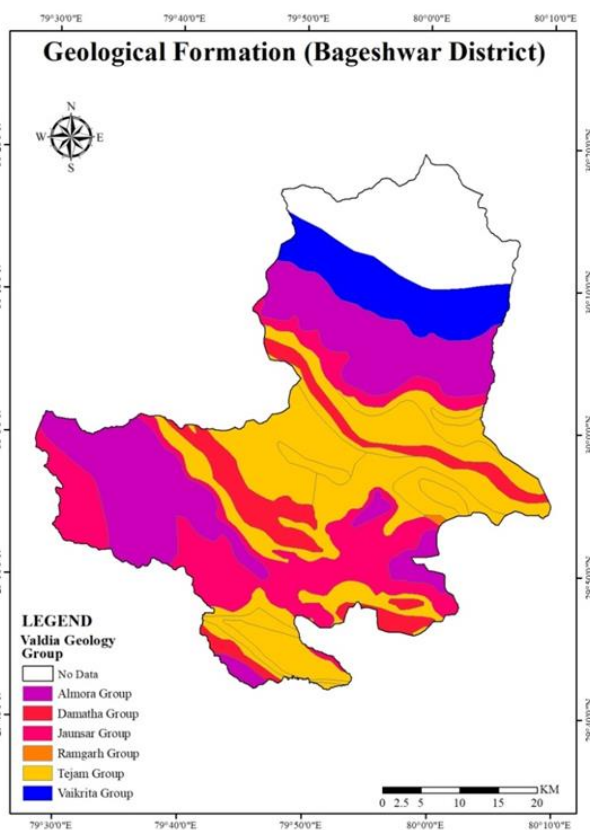 79°30'0"E 79°40'0"E 79°50'0"E 80°0'0"E 80°10'0"E
Geological Formation (Bageshwar District)
N
W E
S
LEGEND
Valdia Geology
Group
No Data
Almora Group
Damatha Group
Jaunsar Group
Ramgarh Group
Tejam Group
Vaikrita Group
KM
0 2.5 5 10 15 20
79°30'0"E 79°40'0"E 79°50'0"E 80°0'0"E 80°10'0"E